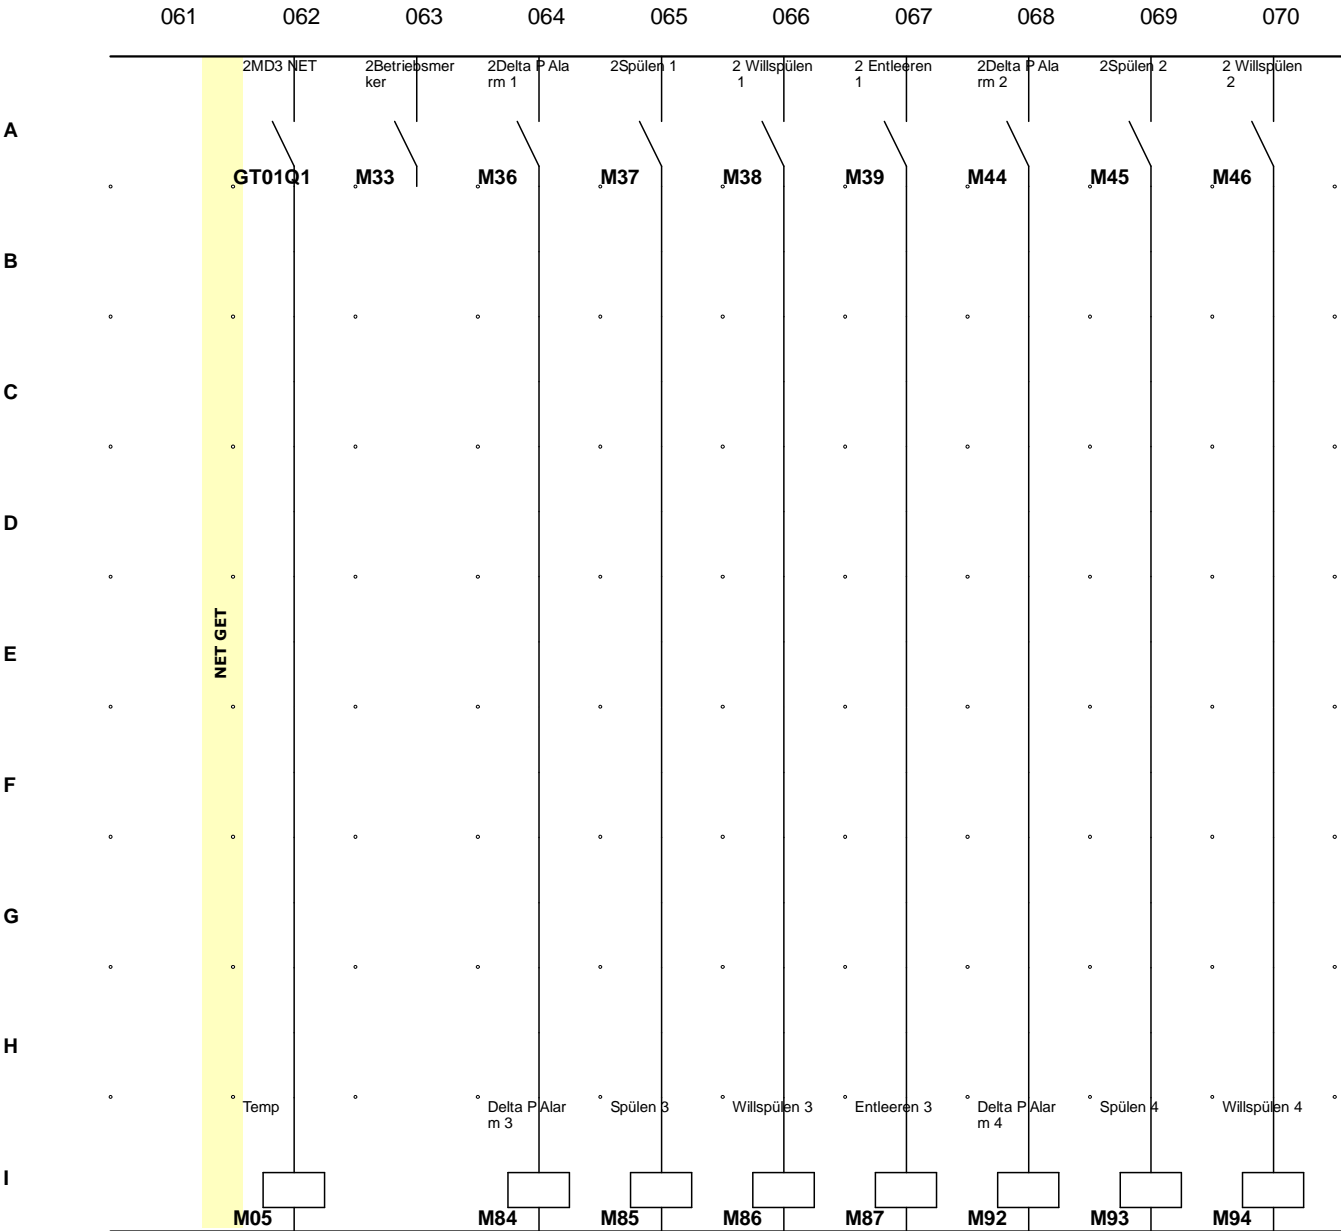 061 062 063 064 065 066 067 068 069 070
2MD3 NET 2Betriebsmer 2Delta P Ala 2Spülen 1 2 Willspülen 2 Entleeren 2Delta P Ala 2Spülen 2 2 Willspülen
ker rm 1 1 1 rm 2 2
A
GT01Q1 M33 M36 M37 M38 M39 M44 M45 M46
B
C
D
NET GET
E
F
G
H
Temp Delta P Alar Spülen 3 Willspülen 3 Entleeren 3 Delta P Alar Spülen 4 Willspülen 4
m 3 m 4
I
M05 M84 M85 M86 M87 M92 M93 M94